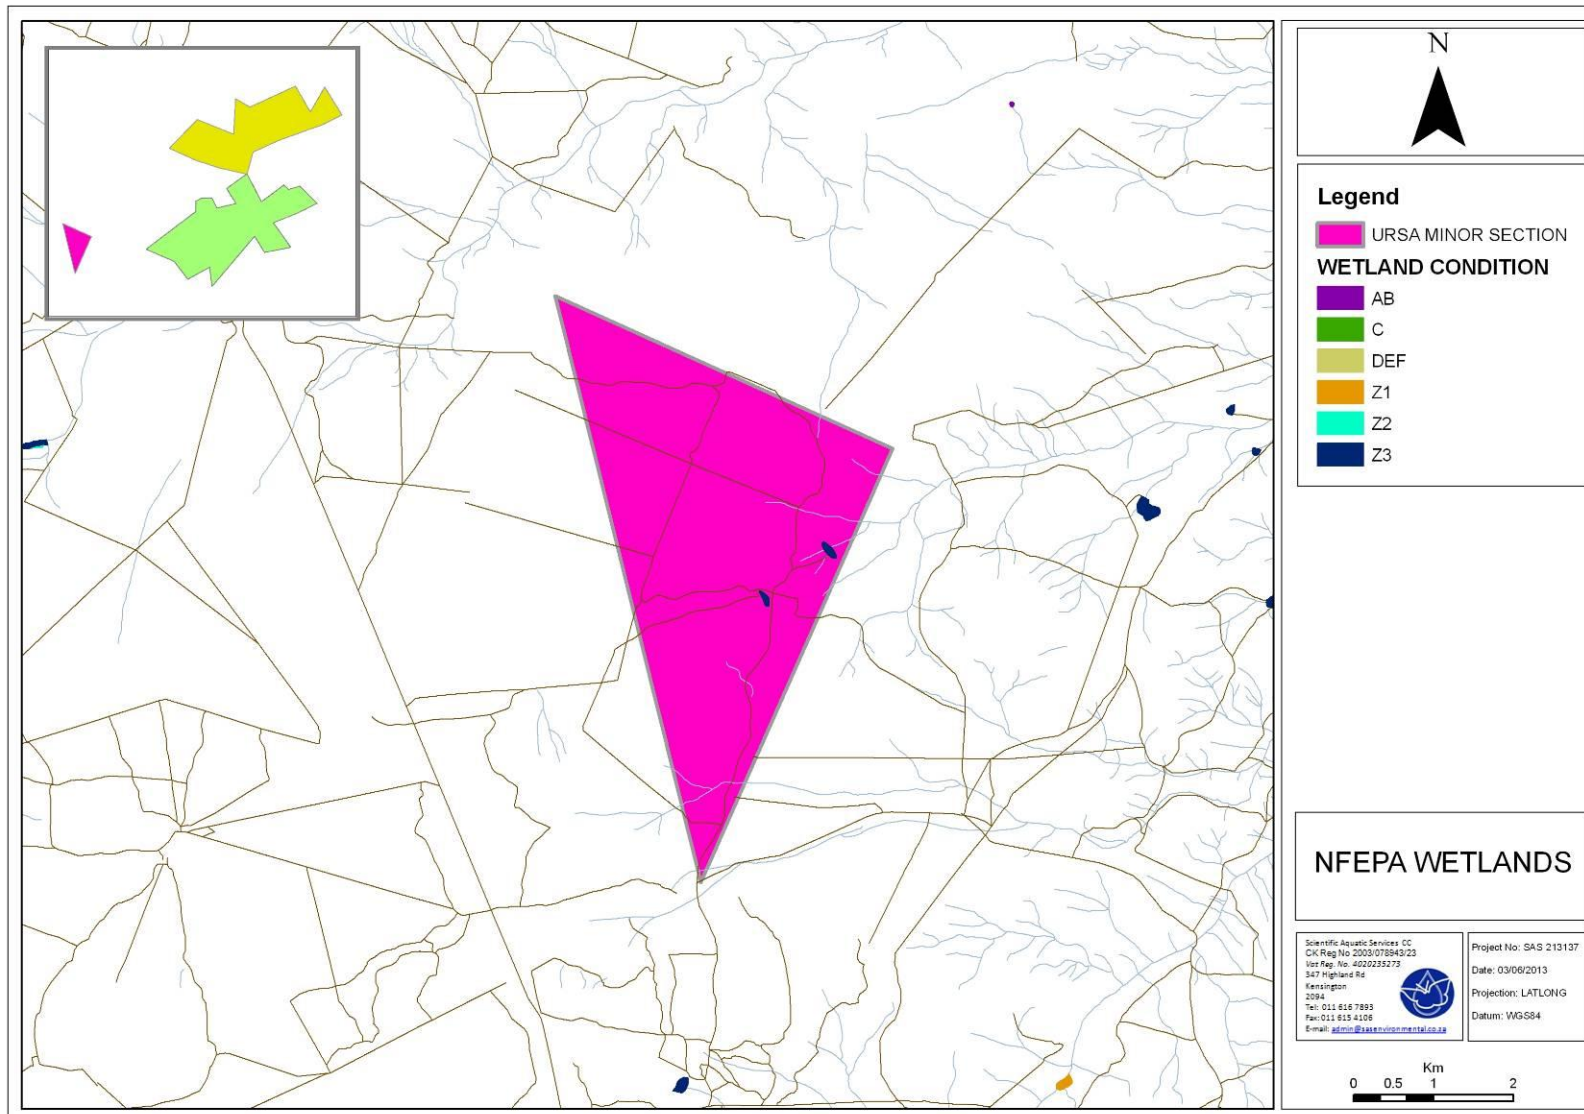 N
Legend
URSA MINOR SECTION
WETLAND CONDITION
AB
C
DEF
Z1
Z2
Z3
NFEPA WETLANDS
Scientific Aquatic Services CC
CK Reg No 2003/078943/23
Vat Reg. No. 4020235273
347 Highland Rd
Kensington
2094
Tel: 011 616 7893
Fax: 011 615 4106
E-mail: admin@sasenvironmental.co.za
Project No: SAS 213137
Date: 03/06/2013
Projection: LATLONG
Datum: WGS84
Km
0 0.5 1 2